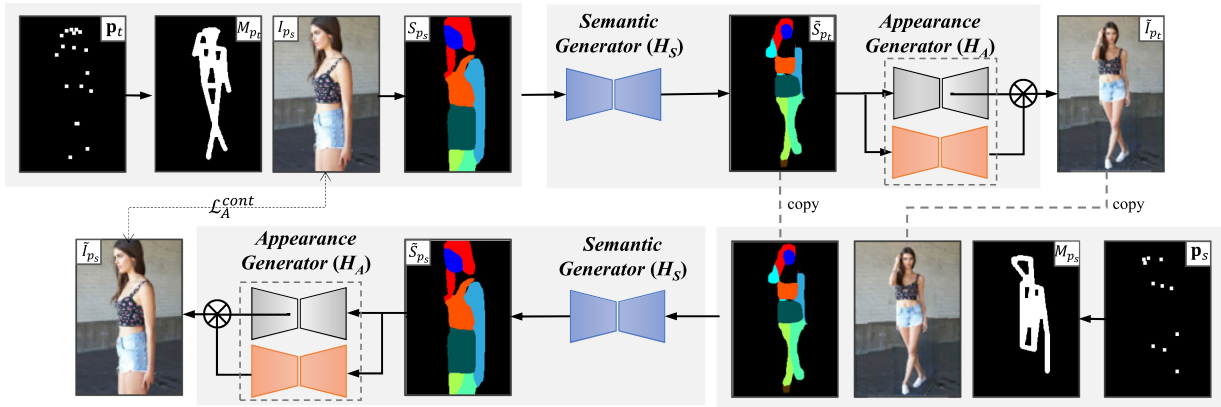 𝐩_t
M_{p_t}
I_{p_s}
S_{p_s}
Semantic
Generator (H_S)
S̃_{p_t}
Appearance
Generator (H_A)
Ĩ_{p_t}
ℒ_A^{cont}
copy
copy
Ĩ_{p_s}
Appearance
Generator (H_A)
S̃_{p_s}
Semantic
Generator (H_S)
M_{p_s}
𝐩_s